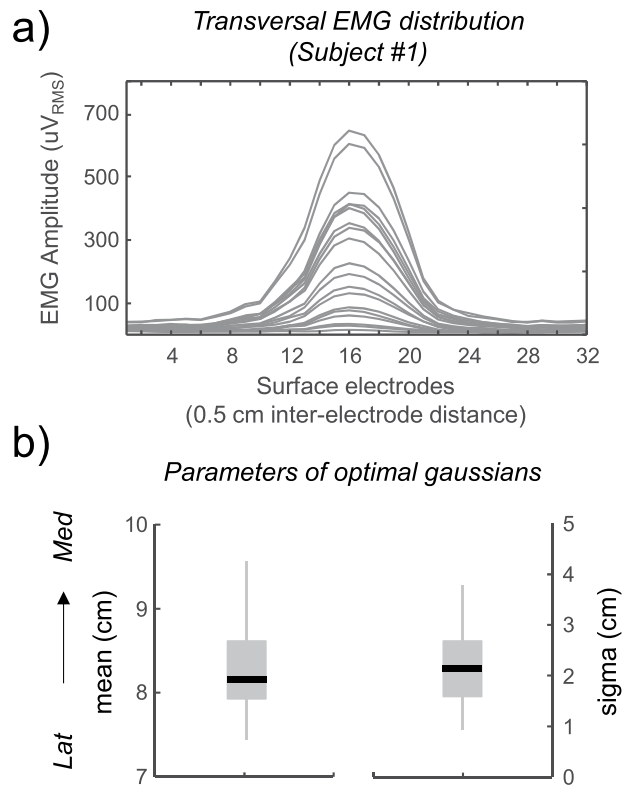 a)
Transversal EMG distribution
(Subject #1)
EMG Amplitude (uVRMS)
700
500
300
100
4 8 12 16 20 24 28 32
Surface electrodes
(0.5 cm inter-electrode distance)
b)
Parameters of optimal gaussians
Lat
Med
mean (cm)
10
9
8
7
5
4
3
2
1
0
sigma (cm)